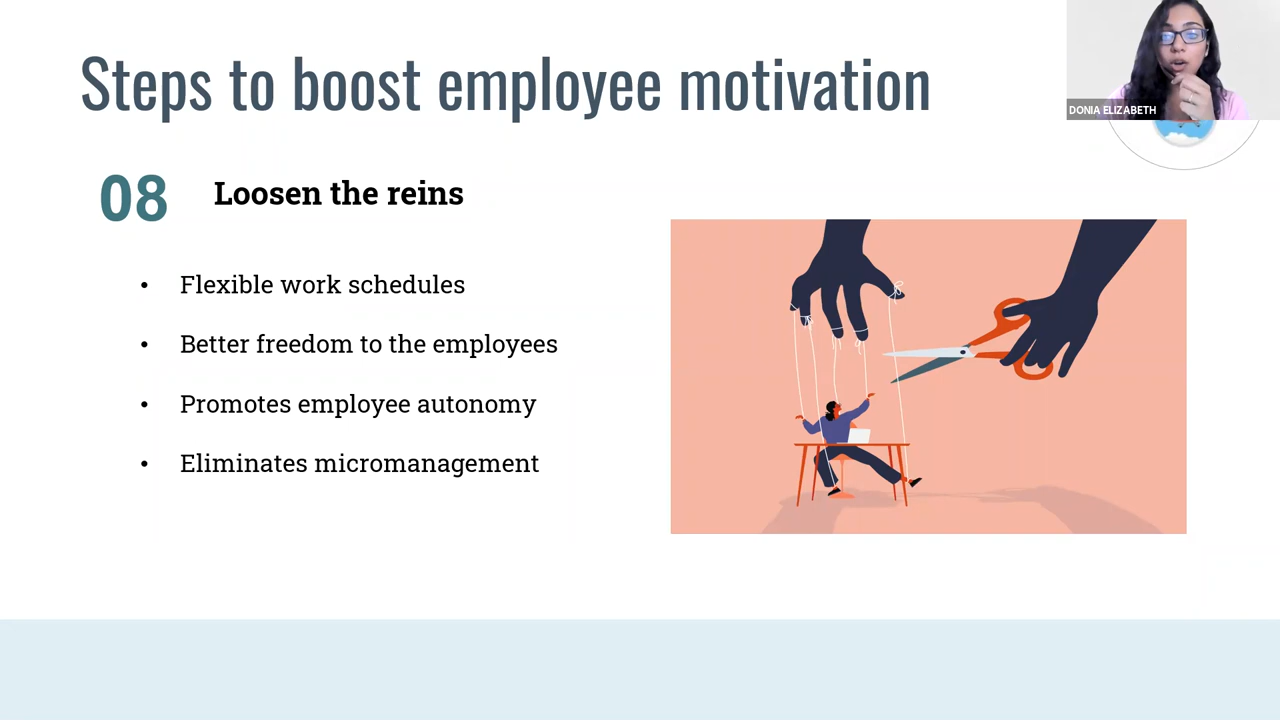 Steps to boost employee motivation
DONIA ELIZABETH
08 Loosen the reins
• Flexible work schedules
• Better freedom to the employees
• Promotes employee autonomy
• Eliminates micromanagement